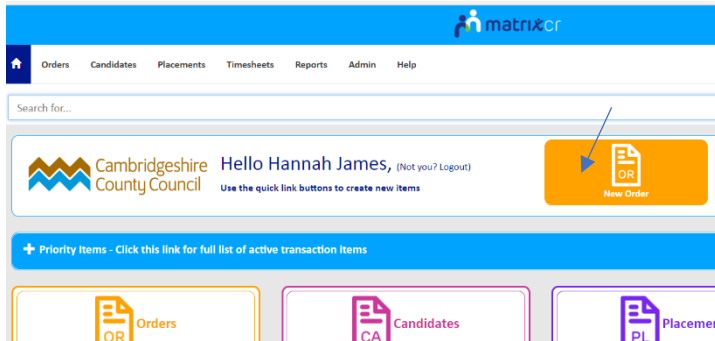 matrixcr
Orders Candidates Placements Timesheets Reports Admin Help
Search for...
Cambridgeshire
County Council
Hello Hannah James, (Not you? Logout)
Use the quick link buttons to create new items
OR
New Order
+ Priority Items - Click this link for full list of active transaction items
OR
Orders
CA
Candidates
PL
Placemen